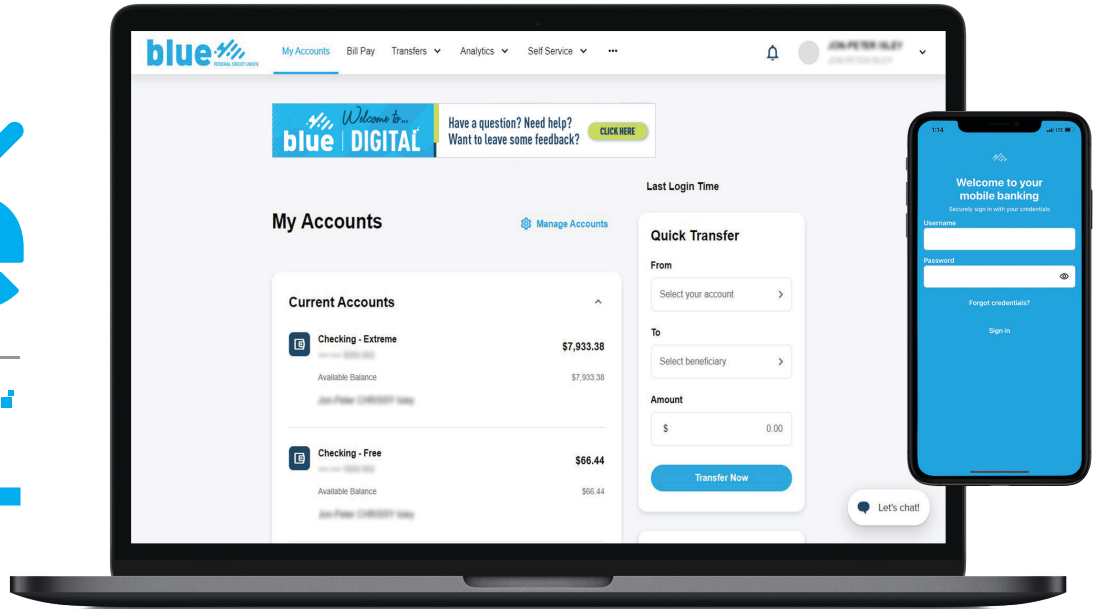 blue
FEDERAL CREDIT UNION
My Accounts Bill Pay Transfers Analytics Self Service •••
Welcome to...
blue | DIGITAL
Have a question? Need help?
Want to leave some feedback?
CLICK HERE
Last Login Time
My Accounts
Manage Accounts
Current Accounts
Checking - Extreme
$7,933.38
Available Balance
$7,933.38
Checking - Free
$66.44
Available Balance
$66.44
Quick Transfer
From
Select your account
To
Select beneficiary
Amount
$ 0.00
Transfer Now
Let's chat!
1:14
LTE
Welcome to your
mobile banking
Securely sign in with your credentials
Username
Password
Forgot credentials?
Sign in